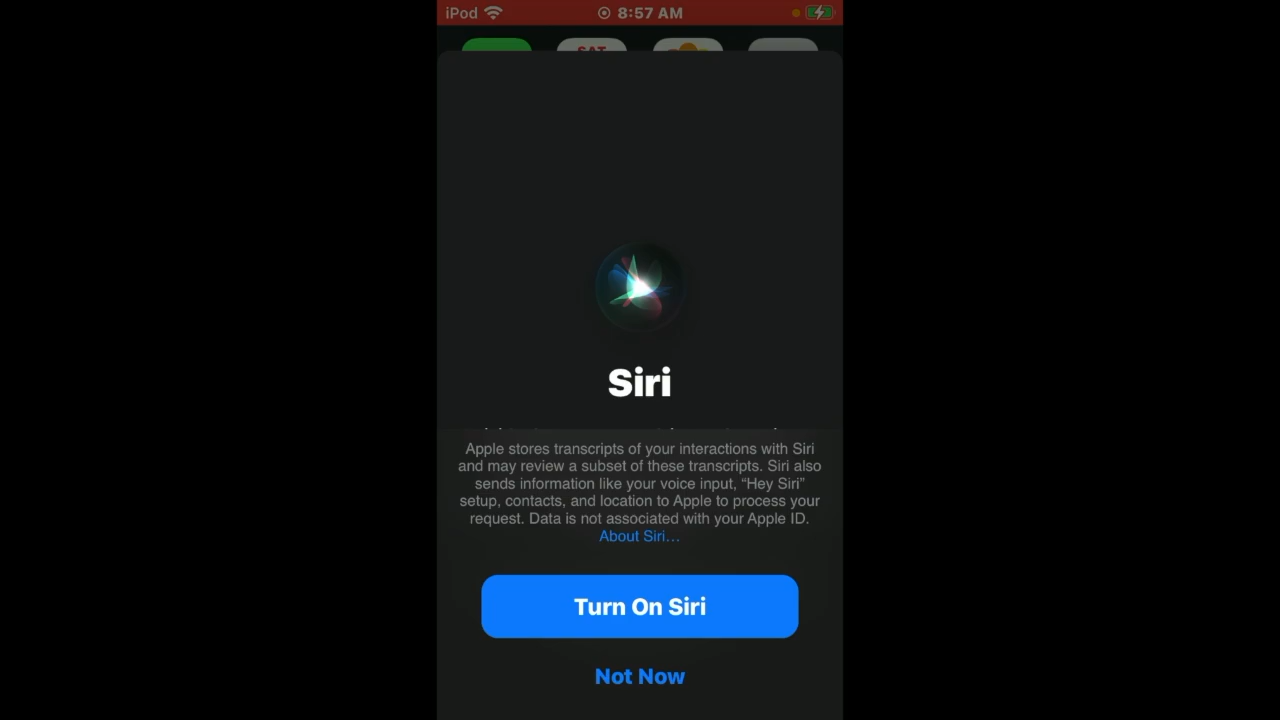 iPod 8:57 AM
SAT
Siri
Apple stores transcripts of your interactions with Siri
and may review a subset of these transcripts. Siri also
sends information like your voice input, “Hey Siri”
setup, contacts, and location to Apple to process your
request. Data is not associated with your Apple ID.
About Siri…
Turn On Siri
Not Now